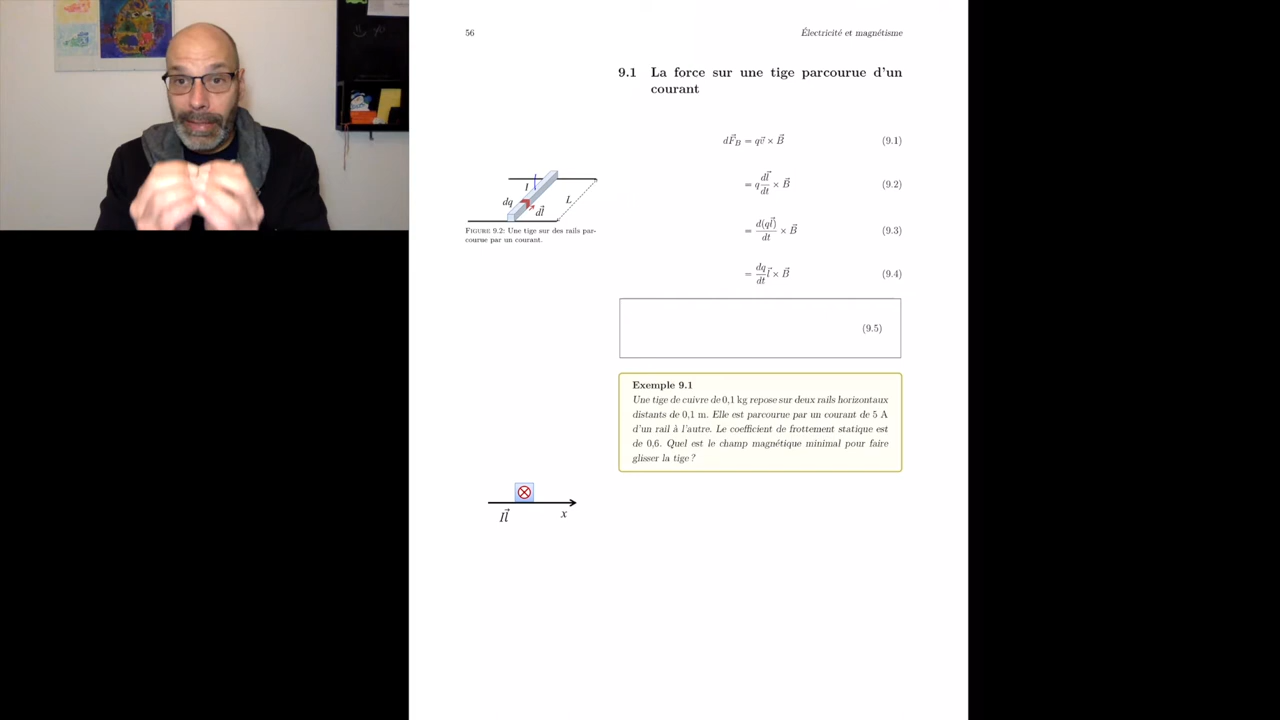 56
Électricité et magnétisme
9.1 La force sur une tige parcourue d'un
courant
dF⃗_B = qv⃗ × B⃗ (9.1)
= q dl⃗/dt × B⃗ (9.2)
= d(ql⃗)/dt × B⃗ (9.3)
= dq/dt l⃗ × B⃗ (9.4)
(9.5)
I
dq
dl⃗
L
FIGURE 9.2: Une tige sur des rails par-
courue par un courant.
Exemple 9.1
Une tige de cuivre de 0,1 kg repose sur deux rails horizontaux
distants de 0,1 m. Elle est parcourue par un courant de 5 A
d'un rail à l'autre. Le coefficient de frottement statique est
de 0,6. Quel est le champ magnétique minimal pour faire
glisser la tige ?
Il⃗
x